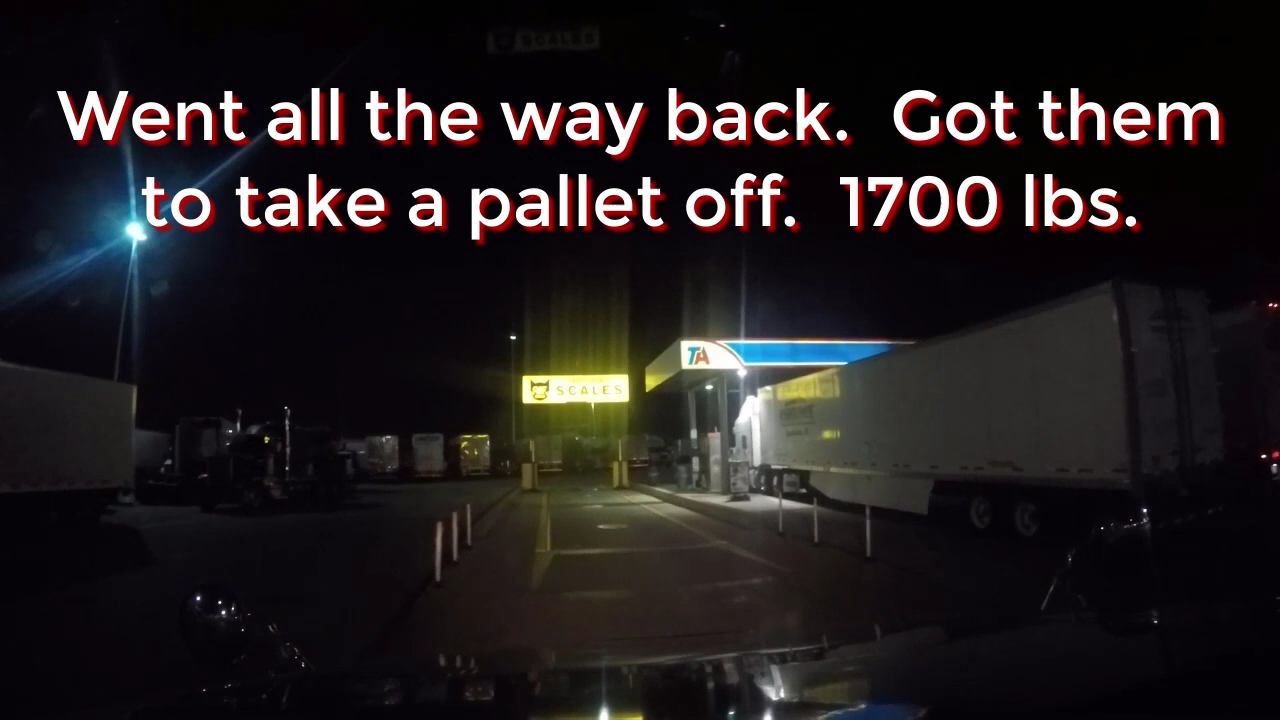 SCALES
Went all the way back.  Got them
to take a pallet off.  1700 lbs.
TA
SCALES